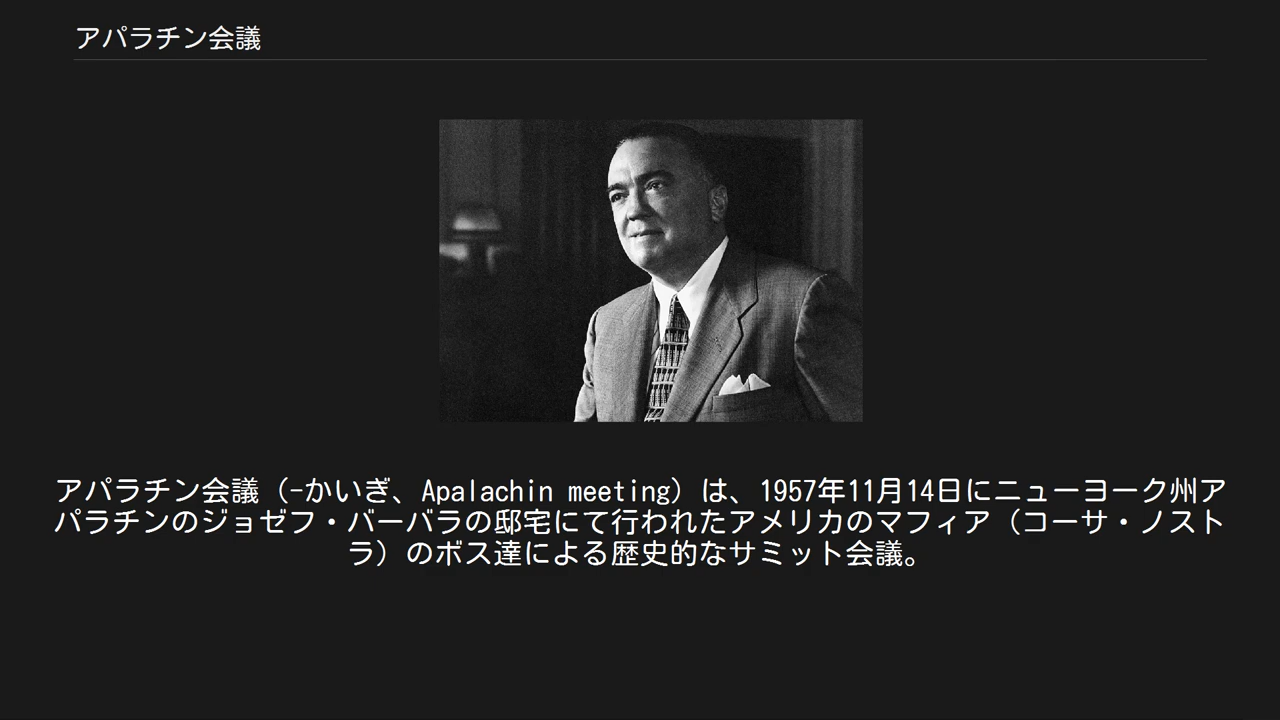 アパラチン会議
アパラチン会議（-かいぎ、Apalachin meeting）は、1957年11月14日にニューヨーク州ア
パラチンのジョゼフ・バーバラの邸宅にて行われたアメリカのマフィア（コーサ・ノスト
ラ）のボス達による歴史的なサミット会議。